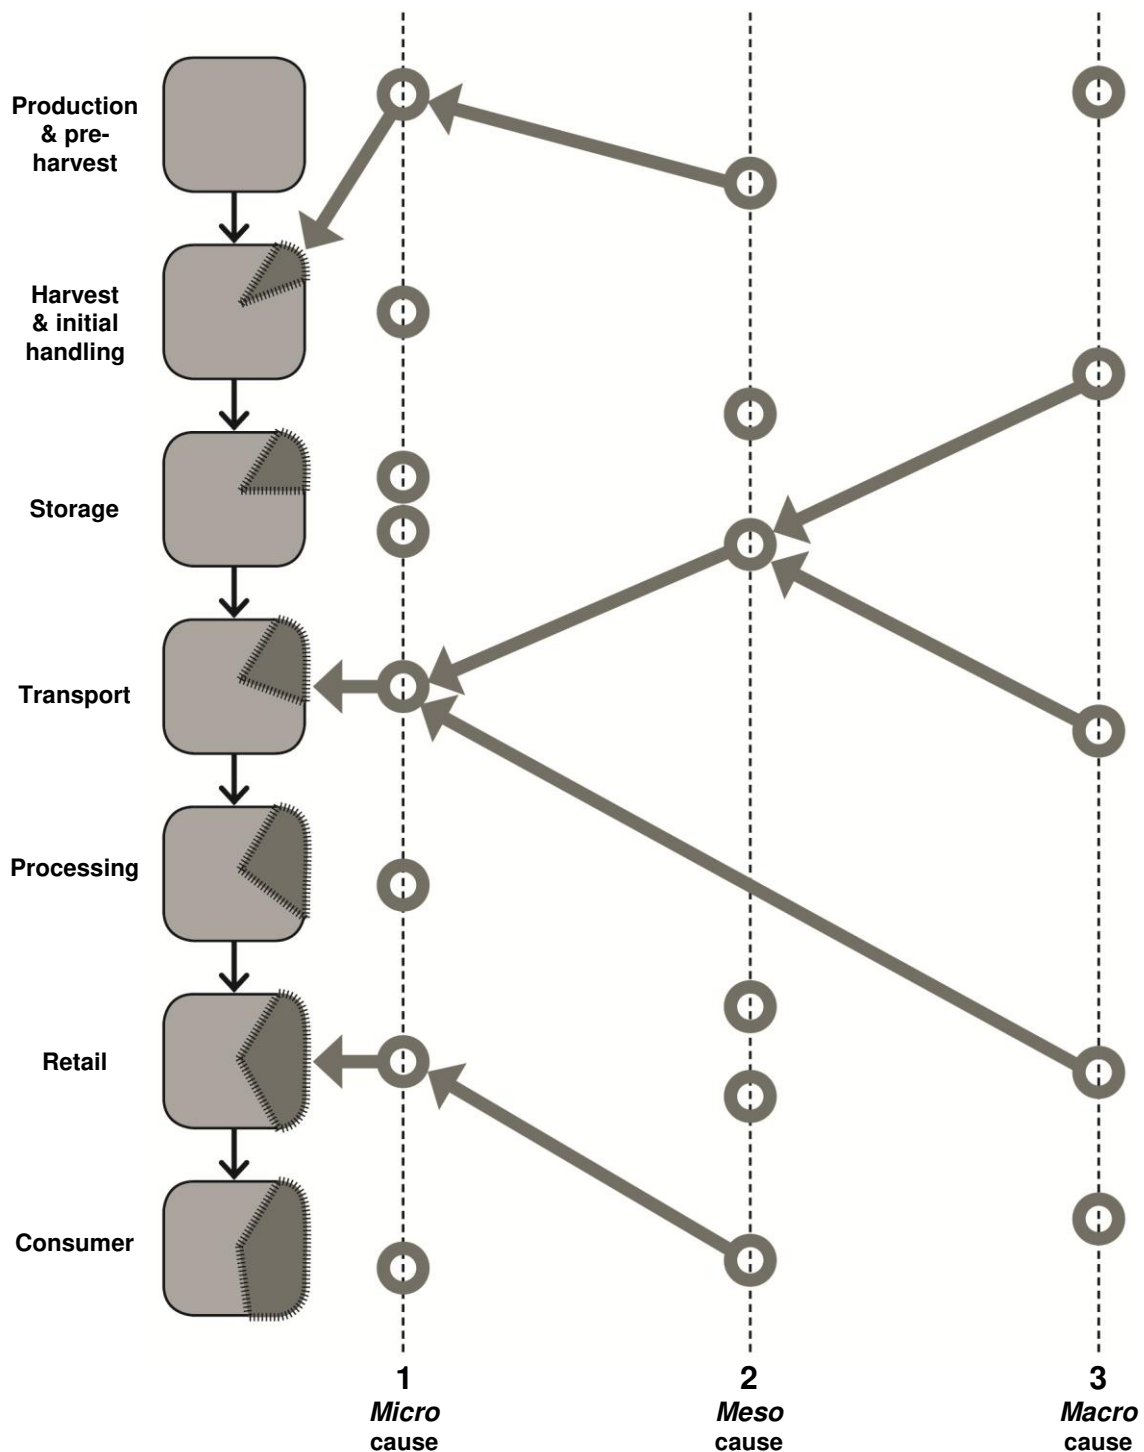 Production
& pre-
harvest
Harvest
& initial
handling
Storage
Transport
Processing
Retail
Consumer
1
Micro
cause
2
Meso
cause
3
Macro
cause